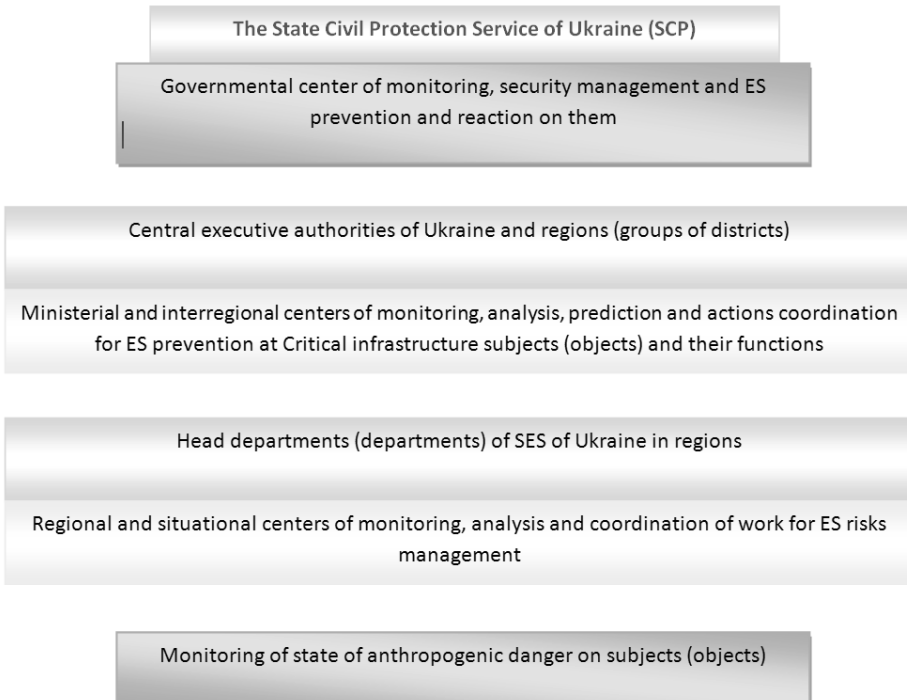 The State Civil Protection Service of Ukraine (SCP)
Governmental center of monitoring, security management and ES
prevention and reaction on them
Central executive authorities of Ukraine and regions (groups of districts)
Ministerial and interregional centers of monitoring, analysis, prediction and actions coordination
for ES prevention at Critical infrastructure subjects (objects) and their functions
Head departments (departments) of SES of Ukraine in regions
Regional and situational centers of monitoring, analysis and coordination of work for ES risks
management
Monitoring of state of anthropogenic danger on subjects (objects)